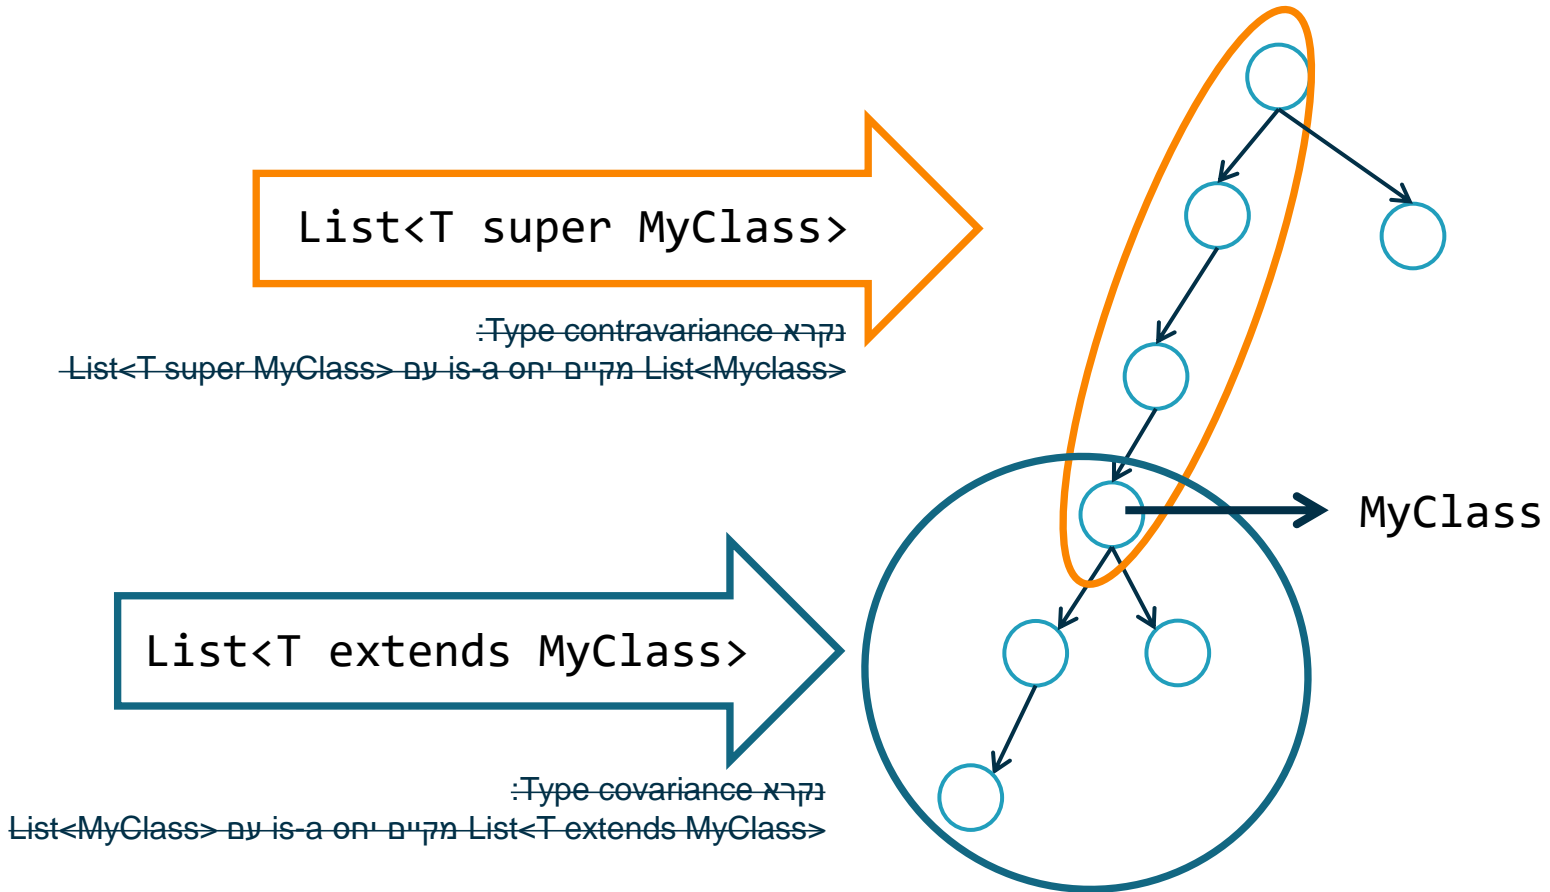 List<T super MyClass>
נקרא Type contravariance:
List<Myclass> מקיים יחס is-a עם List<T super MyClass>
MyClass
List<T extends MyClass>
נקרא Type covariance:
List<T extends MyClass> מקיים יחס is-a עם List<MyClass>